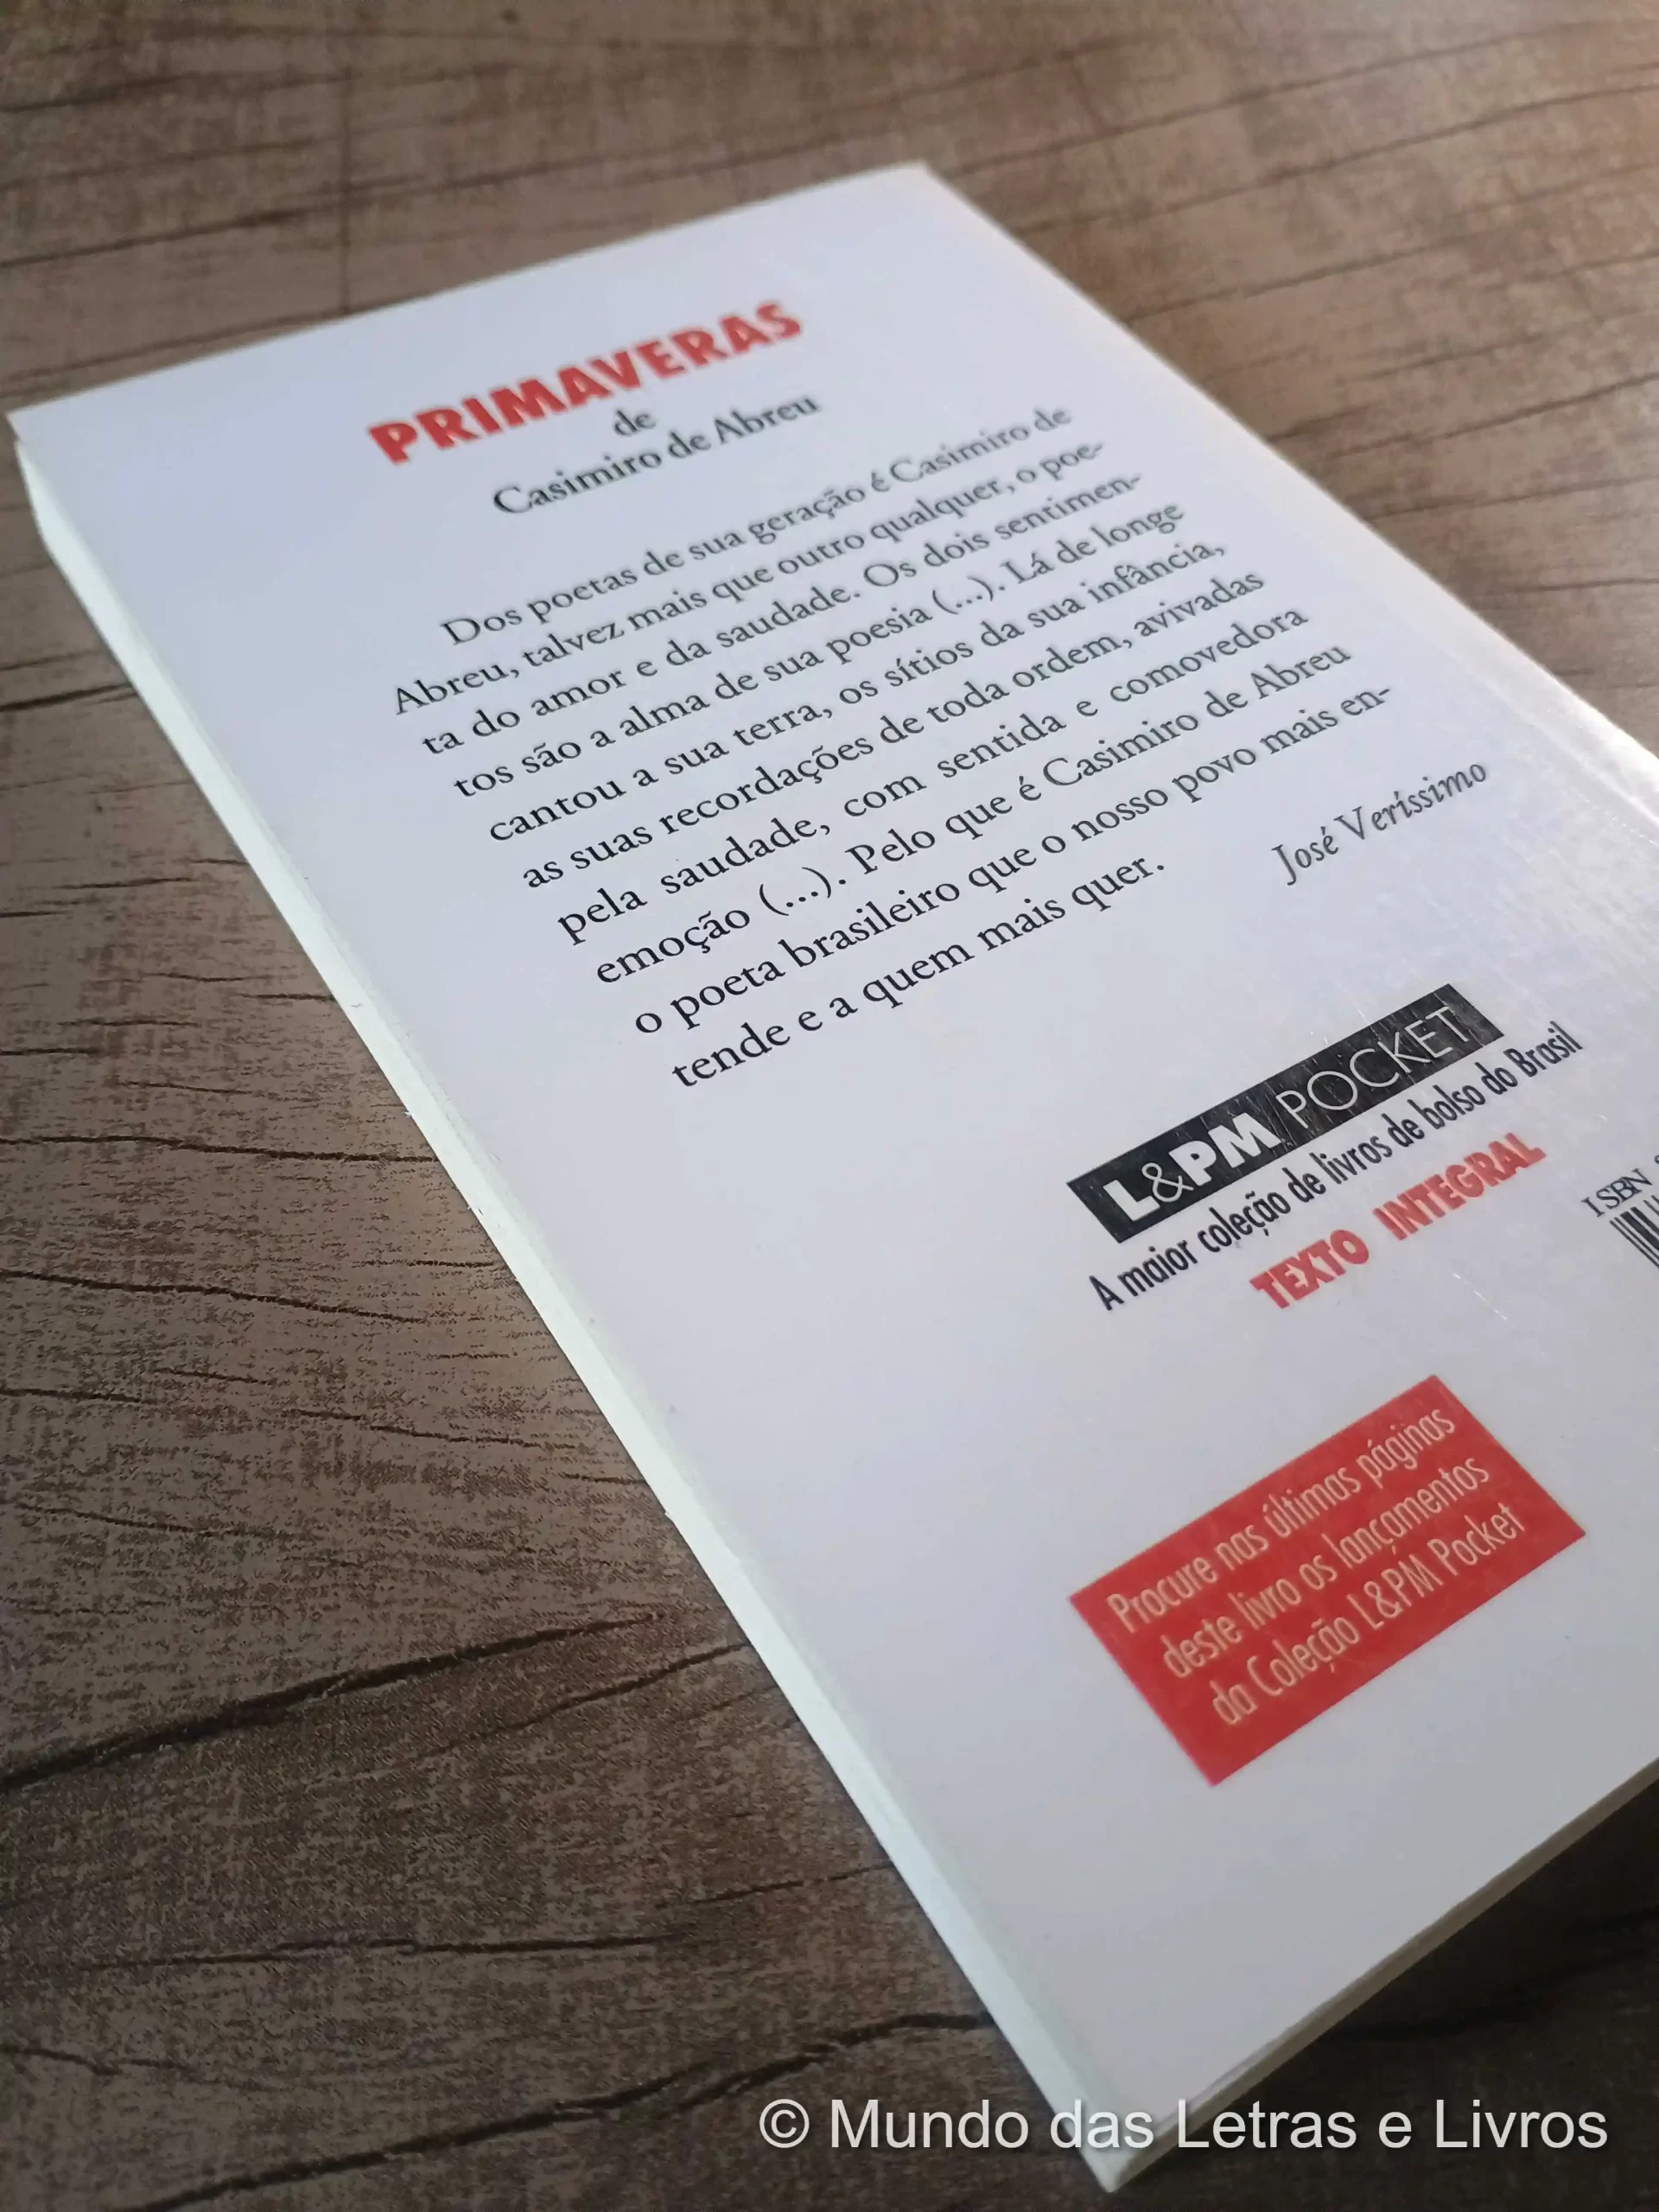 PRIMAVERAS
de
Casimiro de Abreu
Dos poetas de sua geração é Casimiro de
Abreu, talvez mais que outro qualquer, o poe-
ta do amor e da saudade. Os dois sentimen-
tos são a alma de sua poesia (...). Lá de longe
cantou a sua terra, os sítios da sua infância,
as suas recordações de toda ordem, avivadas
pela saudade, com sentida e comovedora
emoção (...). Pelo que é Casimiro de Abreu
o poeta brasileiro que o nosso povo mais en-
tende e a quem mais quer.
José Veríssimo
L&PM POCKET
A maior coleção de livros de bolso do Brasil
TEXTO INTEGRAL
ISBN
Procure nas últimas páginas
deste livro os lançamentos
da Coleção L&PM Pocket
© Mundo das Letras e Livros